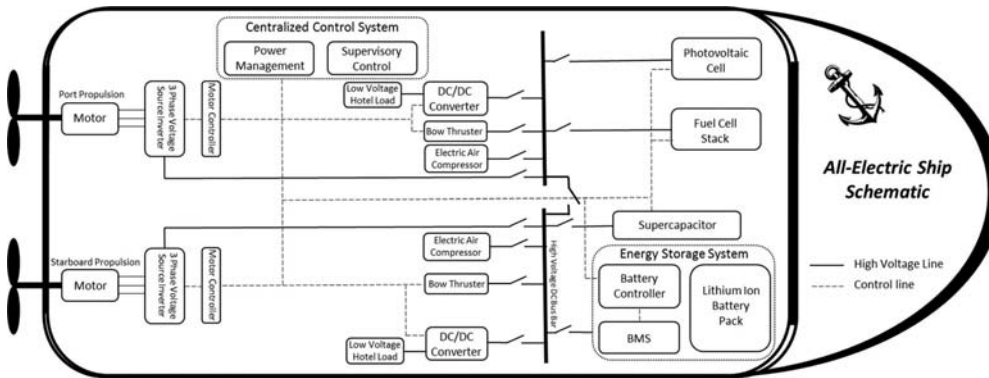 Centralized Control System
Power
Management
Supervisory
Control
Port Propulsion
Motor
3 Phase Voltage
Source Inverter
Motor Controller
Low Voltage
Hotel Load
DC/DC
Converter
Bow Thruster
Electric Air
Compressor
Photovoltaic
Cell
Fuel Cell
Stack
All-Electric Ship
Schematic
Starboard Propulsion
Motor
3 Phase Voltage
Source Inverter
Motor Controller
Electric Air
Compressor
Bow Thruster
Low Voltage
Hotel Load
DC/DC
Converter
High Voltage DC Bus Bar
Supercapacitor
Energy Storage System
Battery
Controller
BMS
Lithium Ion
Battery
Pack
High Voltage Line
Control line